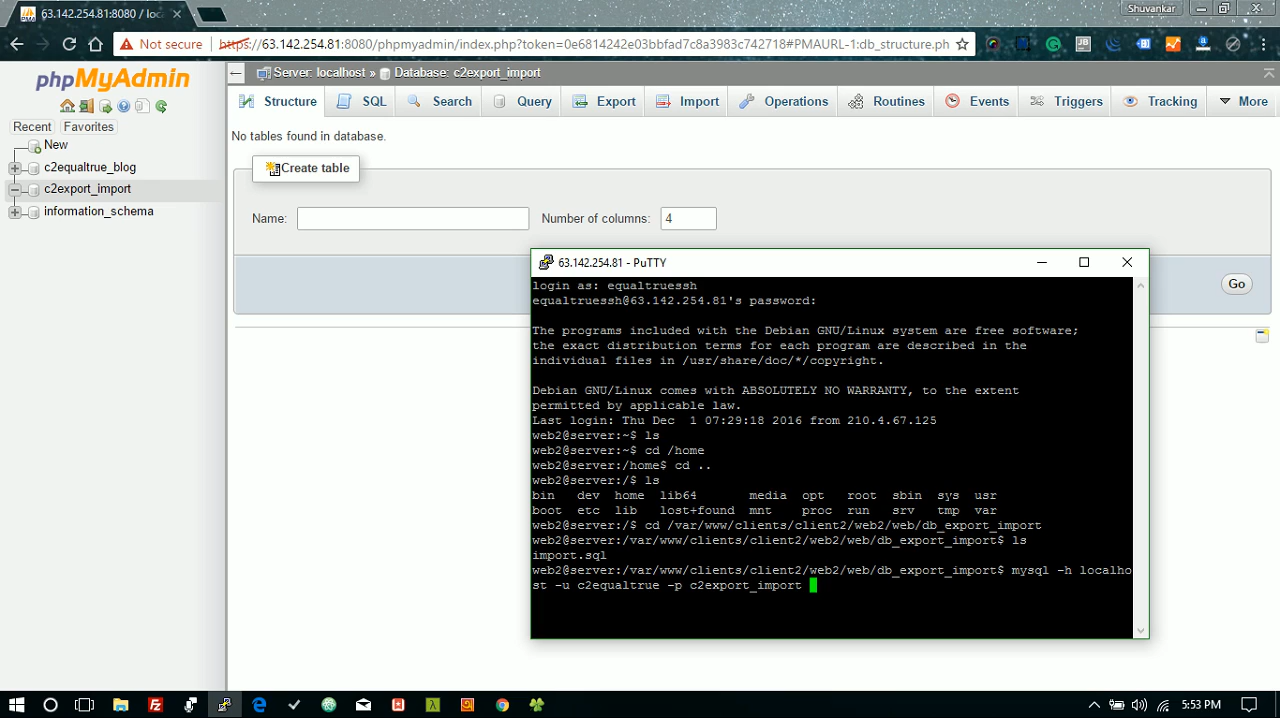 63.142.254.81:8080 / loc
Shuvankar
Not secure
https://63.142.254.81:8080/phpmyadmin/index.php?token=0e6814242e03bbfad7c8a3983c742718#PMAURL-1:db_structure.ph
phpMyAdmin
Server: localhost » Database: c2export_import
Structure SQL Search Query Export Import Operations Routines Events Triggers Tracking More
Recent Favorites
New
c2equaltrue_blog
c2export_import
information_schema
No tables found in database.
Create table
Name: Number of columns: 4
Go
63.142.254.81 - PuTTY
login as: equaltruessh
equaltruessh@63.142.254.81's password:
The programs included with the Debian GNU/Linux system are free software;
the exact distribution terms for each program are described in the
individual files in /usr/share/doc/*/copyright.
Debian GNU/Linux comes with ABSOLUTELY NO WARRANTY, to the extent
permitted by applicable law.
Last login: Thu Dec  1 07:29:18 2016 from 210.4.67.125
web2@server:~$ ls
web2@server:~$ cd /home
web2@server:/home$ cd ..
web2@server:/$ ls
bin dev home lib64 media opt root sbin sys usr
boot etc lib lost+found mnt proc run srv tmp var
web2@server:/$ cd /var/www/clients/client2/web2/web/db_export_import
web2@server:/var/www/clients/client2/web2/web/db_export_import$ ls
import.sql
web2@server:/var/www/clients/client2/web2/web/db_export_import$ mysql -h localho
st -u c2equaltrue -p c2export_import
5:53 PM